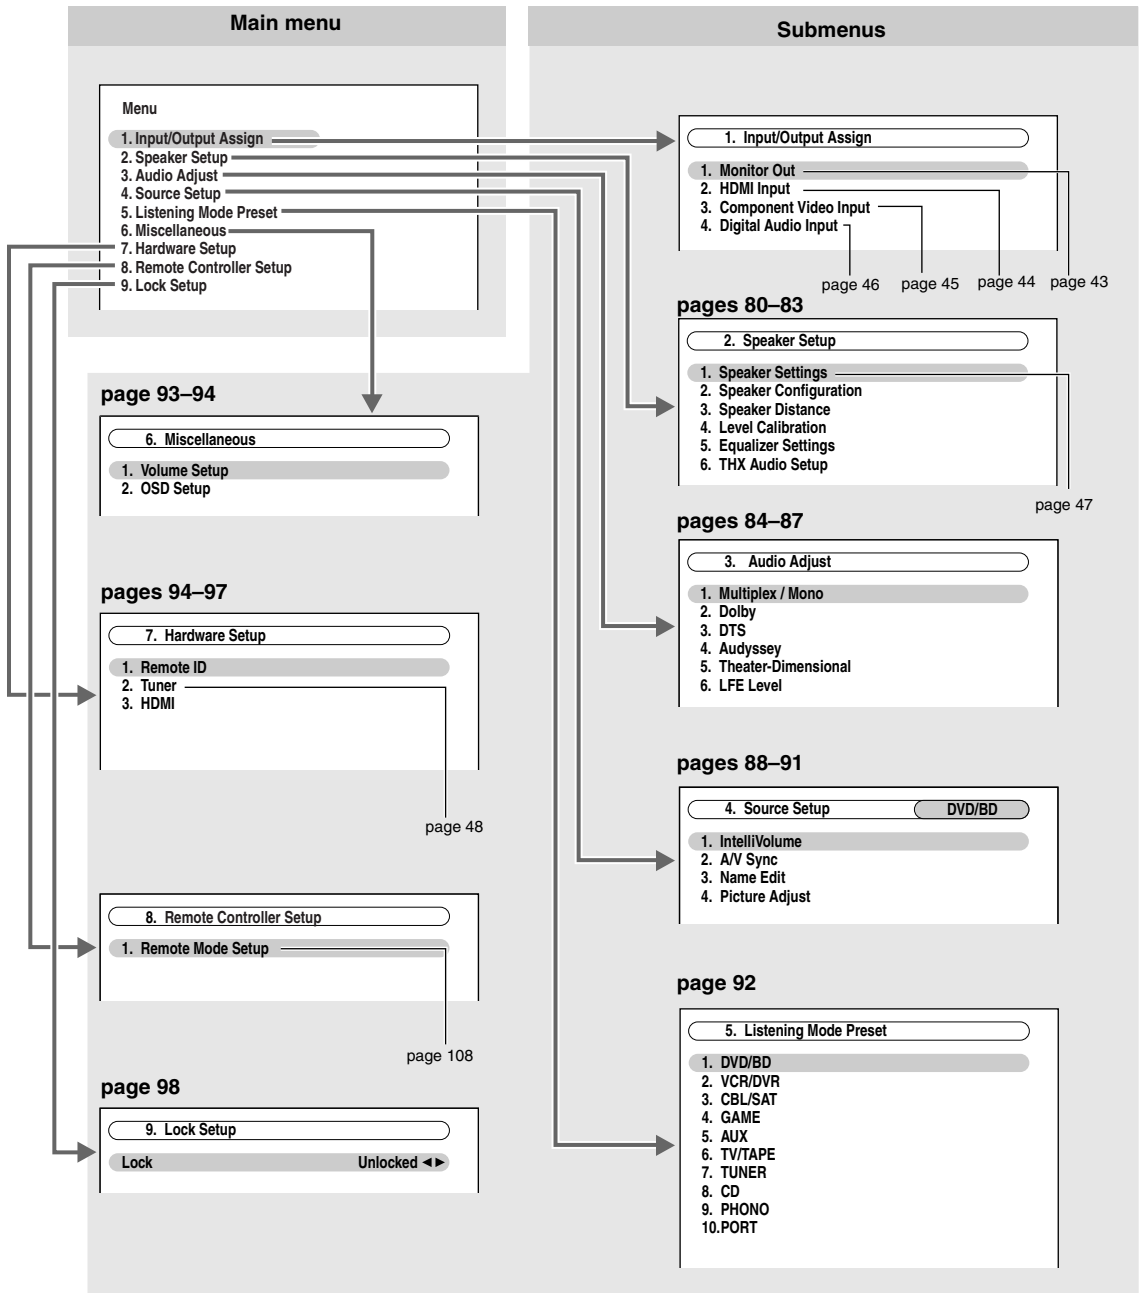 Main menu
Submenus
Menu
1. Input/Output Assign
2. Speaker Setup
3. Audio Adjust
4. Source Setup
5. Listening Mode Preset
6. Miscellaneous
7. Hardware Setup
8. Remote Controller Setup
9. Lock Setup
1. Input/Output Assign
1. Monitor Out
2. HDMI Input
3. Component Video Input
4. Digital Audio Input
page 46
page 45
page 44
page 43
pages 80–83
2. Speaker Setup
1. Speaker Settings
2. Speaker Configuration
3. Speaker Distance
4. Level Calibration
5. Equalizer Settings
6. THX Audio Setup
page 47
page 93–94
6. Miscellaneous
1. Volume Setup
2. OSD Setup
pages 84–87
3. Audio Adjust
1. Multiplex / Mono
2. Dolby
3. DTS
4. Audyssey
5. Theater-Dimensional
6. LFE Level
pages 94–97
7. Hardware Setup
1. Remote ID
2. Tuner
3. HDMI
page 48
pages 88–91
4. Source Setup
DVD/BD
1. IntelliVolume
2. A/V Sync
3. Name Edit
4. Picture Adjust
8. Remote Controller Setup
1. Remote Mode Setup
page 108
page 92
5. Listening Mode Preset
1. DVD/BD
2. VCR/DVR
3. CBL/SAT
4. GAME
5. AUX
6. TV/TAPE
7. TUNER
8. CD
9. PHONO
10.PORT
page 98
9. Lock Setup
Lock Unlocked ◄►